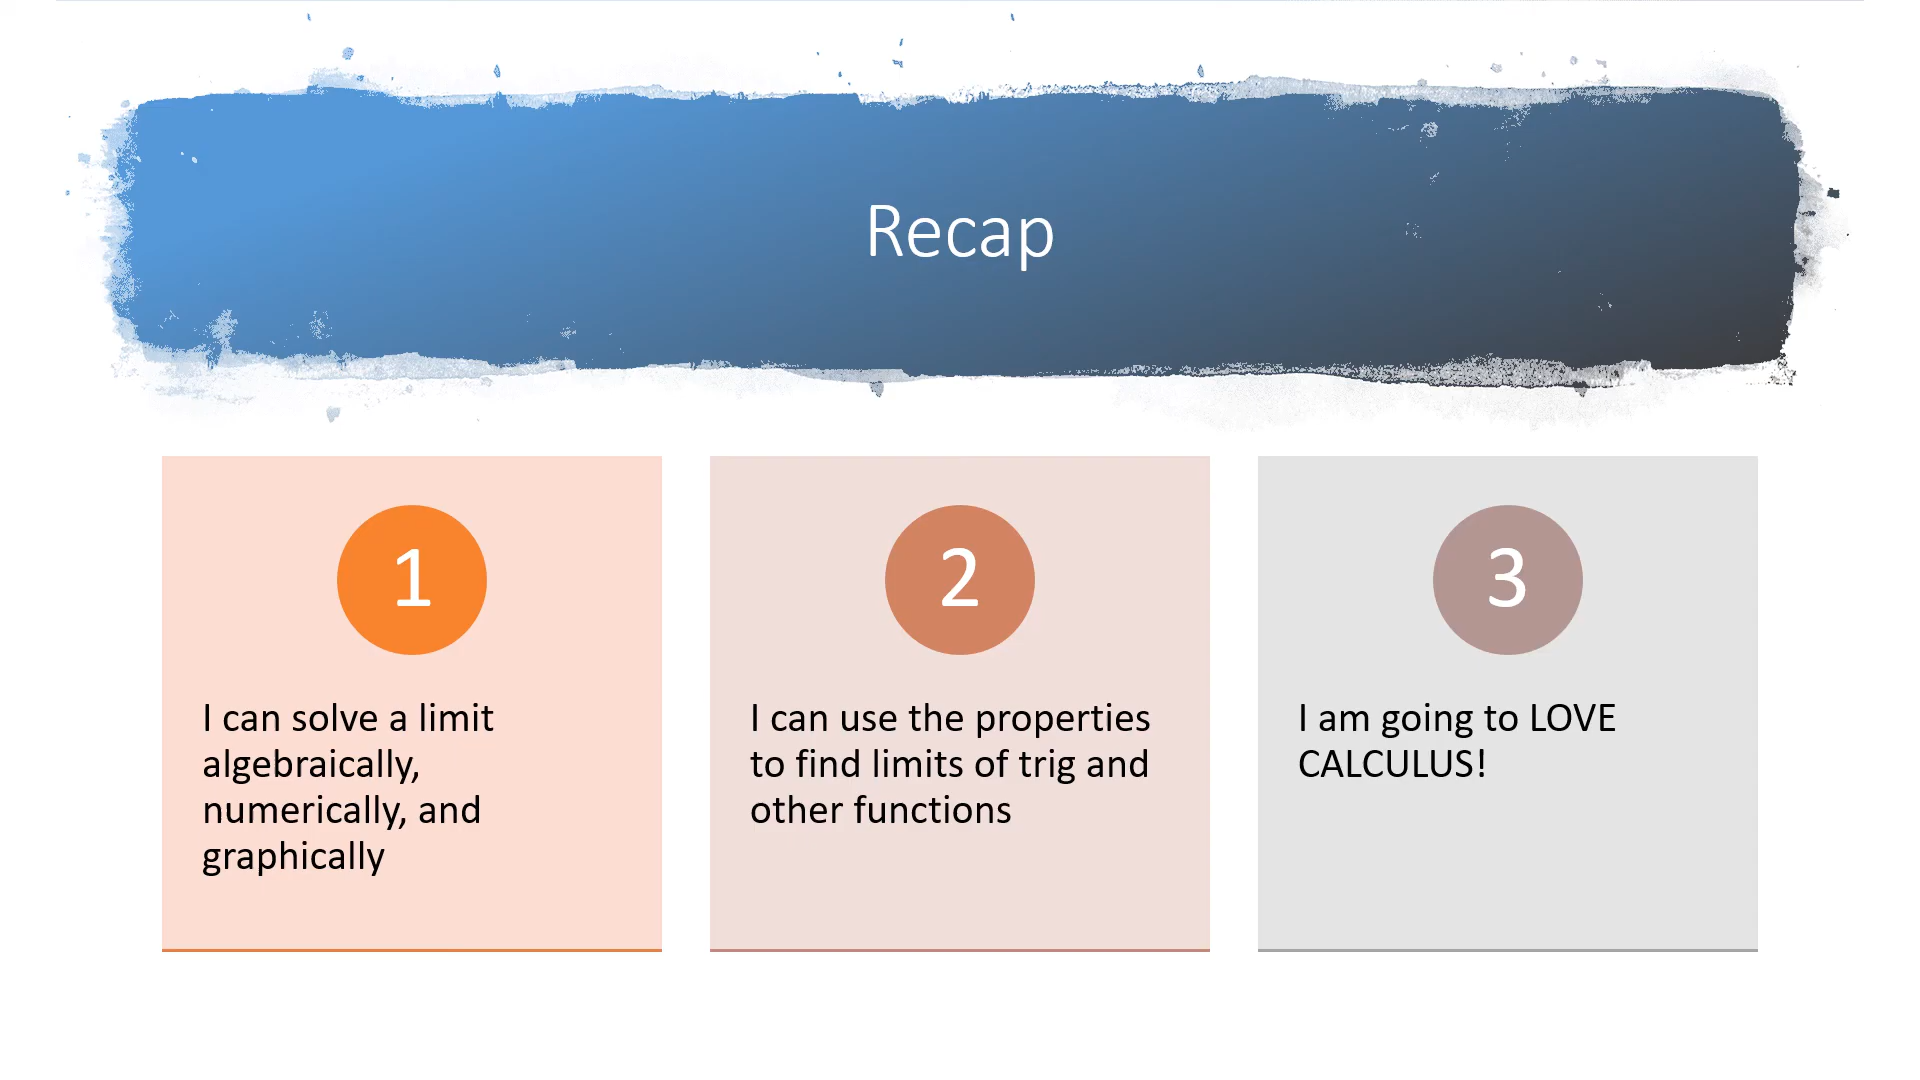 Recap
1
I can solve a limit
algebraically,
numerically, and
graphically
2
I can use the properties
to find limits of trig and
other functions
3
I am going to LOVE
CALCULUS!